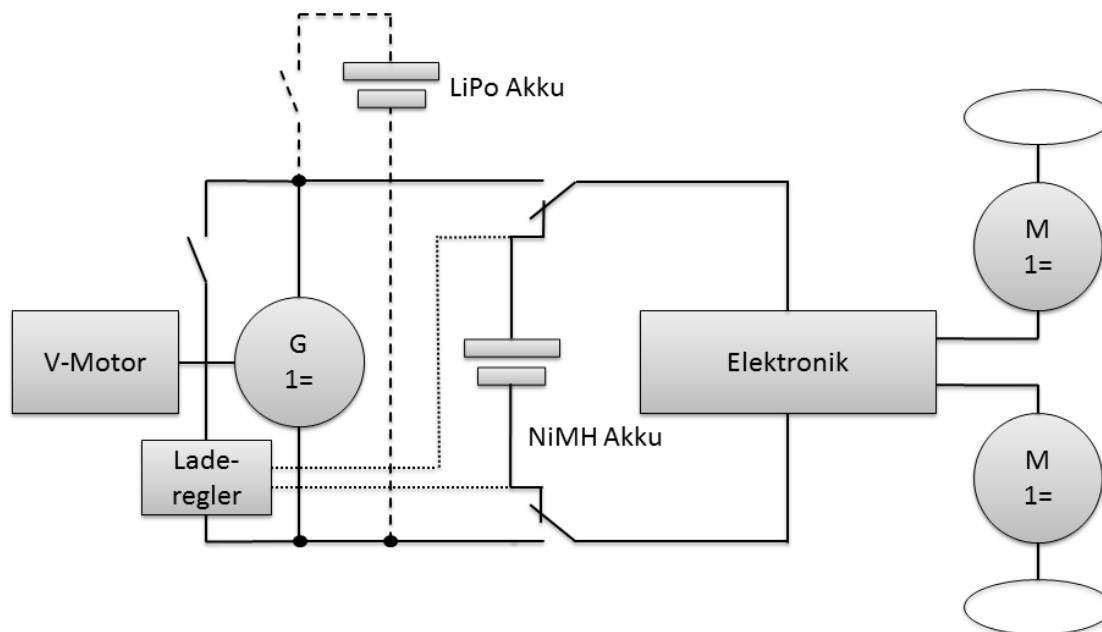 LiPo Akku
M
1=
G
1=
V-Motor
Elektronik
NiMH Akku
Lade-
regler
M
1=